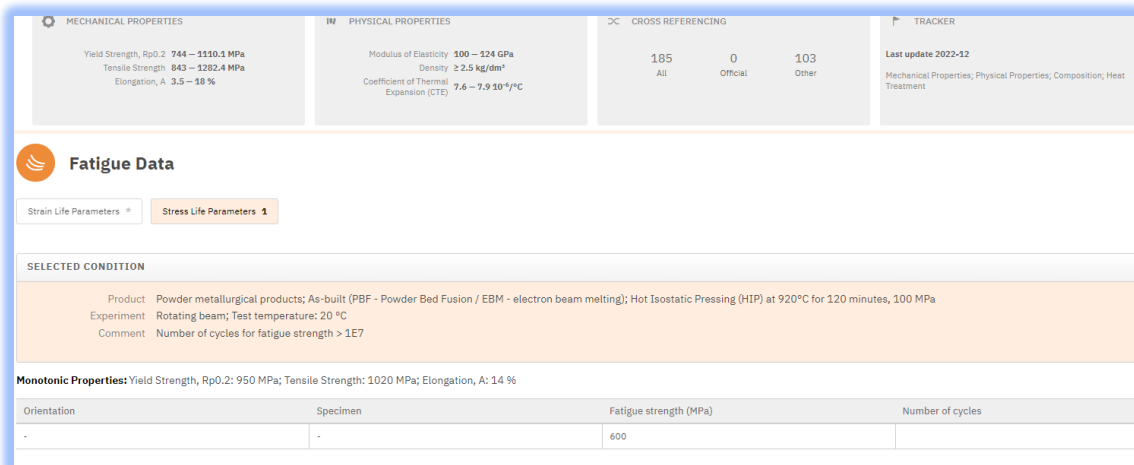 MECHANICAL PROPERTIES
Yield Strength, Rp0.2 744 — 1110.1 MPa
Tensile Strength 843 — 1282.4 MPa
Elongation, A 3.5 — 18 %
PHYSICAL PROPERTIES
Modulus of Elasticity 100 — 124 GPa
Density ≥ 2.5 kg/dm³
Coefficient of Thermal
Expansion (CTE) 7.6 — 7.9 10⁻⁶/°C
CROSS REFERENCING
185 0 103
All Official Other
TRACKER
Last update 2022-12
Mechanical Properties; Physical Properties; Composition; Heat
Treatment
Fatigue Data
Strain Life Parameters * Stress Life Parameters 1
SELECTED CONDITION
Product Powder metallurgical products; As-built (PBF - Powder Bed Fusion / EBM - electron beam melting); Hot Isostatic Pressing (HIP) at 920°C for 120 minutes, 100 MPa
Experiment Rotating beam; Test temperature: 20 °C
Comment Number of cycles for fatigue strength > 1E7
Monotonic Properties: Yield Strength, Rp0.2: 950 MPa; Tensile Strength: 1020 MPa; Elongation, A: 14 %
Orientation Specimen Fatigue strength (MPa) Number of cycles
- - 600